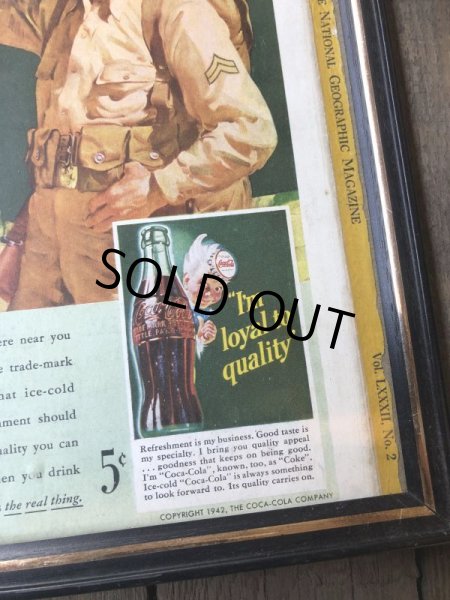 E NATIONAL GEOGRAPHIC MAGAZINE
Vol. LXXXII, No. 2
SOLD OUT
Coca-Cola
"I'm
loyal to
quality
ere near you
e trade-mark
hat ice-cold
ment should
ality you can
en you drink
s the real thing.
5¢
Refreshment is my business. Good taste is
my specialty. I bring you quality appeal
. . . goodness that keeps on being good.
I'm "Coca-Cola", known, too, as "Coke".
Ice-cold "Coca-Cola" is always something
to look forward to. Its quality carries on.
COPYRIGHT 1942, THE COCA-COLA COMPANY